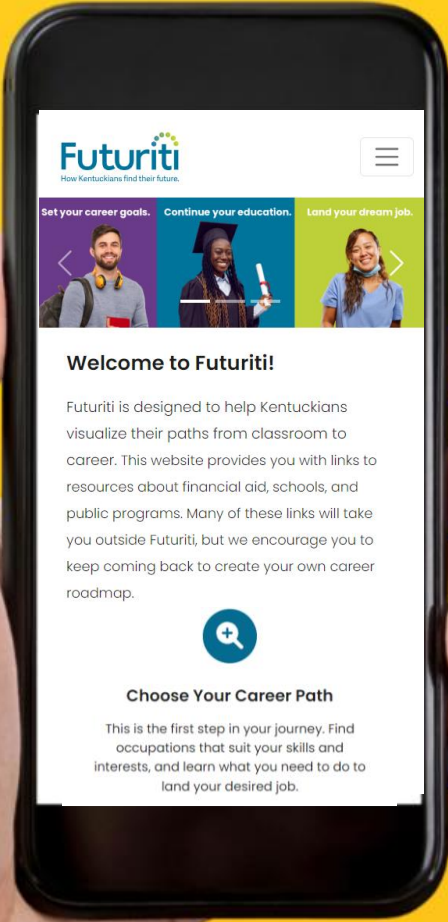 Futuriti
How Kentuckians find their future.
Set your career goals. Continue your education. Land your dream job.
Welcome to Futuriti!
Futuriti is designed to help Kentuckians
visualize their paths from classroom to
career. This website provides you with links to
resources about financial aid, schools, and
public programs. Many of these links will take
you outside Futuriti, but we encourage you to
keep coming back to create your own career
roadmap.
Choose Your Career Path
This is the first step in your journey. Find
occupations that suit your skills and
interests, and learn what you need to do to
land your desired job.